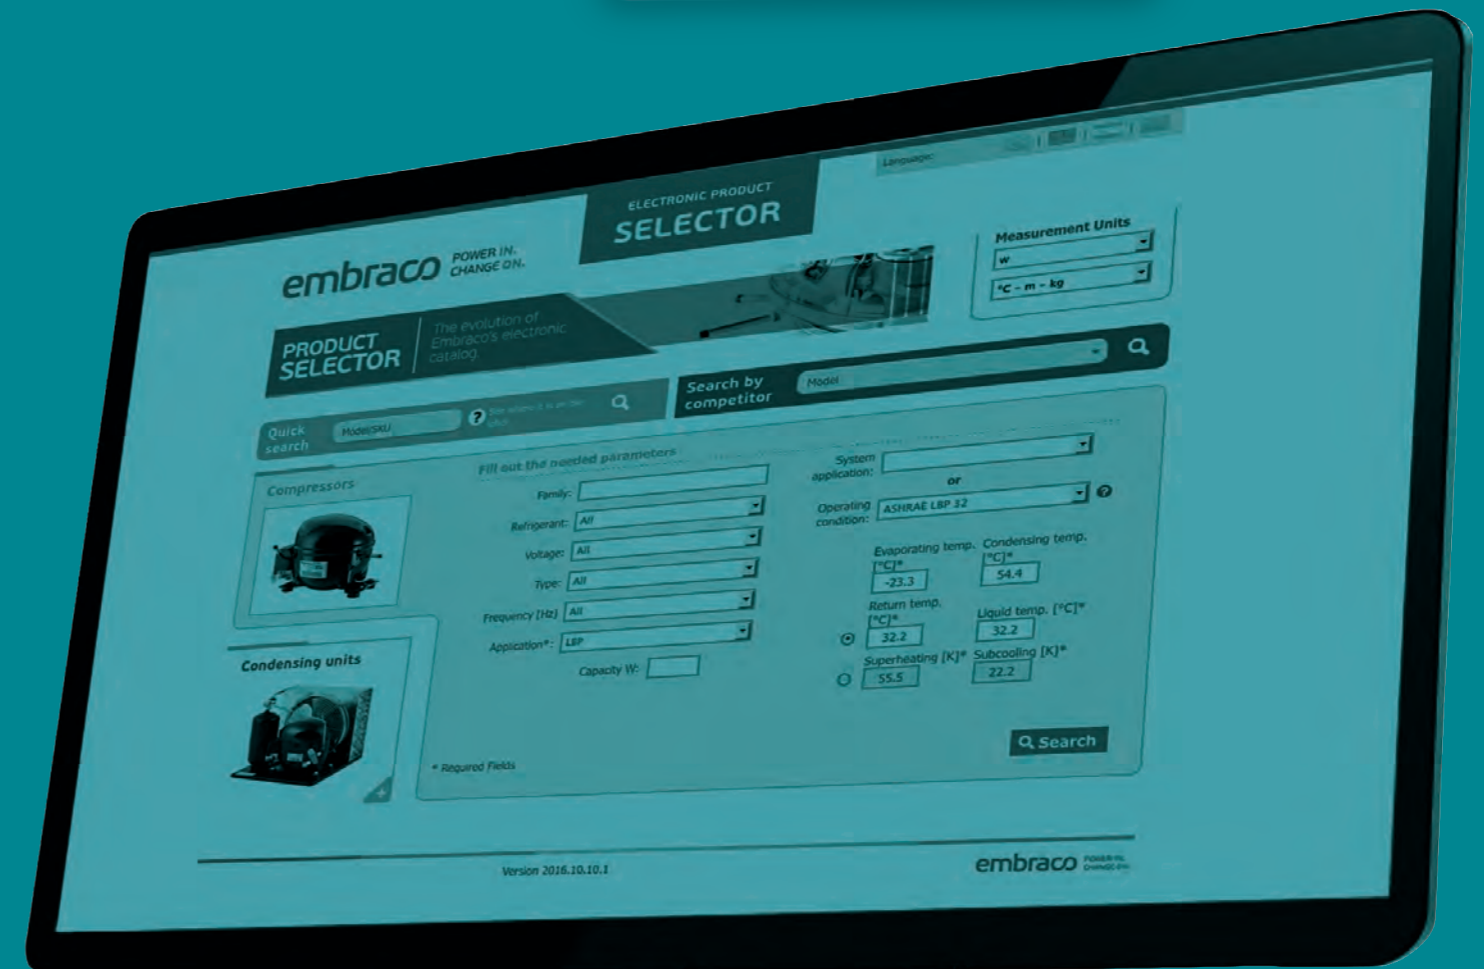 Language:
ELECTRONIC PRODUCT
SELECTOR
embraco
POWER IN.
CHANGE ON.
Measurement Units
W
°C - m - kg
PRODUCT
SELECTOR
The evolution of
Embraco's electronic
catalog.
Quick
search
Model/SKU
?
Search by
competitor
Model
Compressors
Condensing units
+
Fill out the needed parameters
Family:
Refrigerant: All
Voltage: All
Type: All
Frequency [Hz] All
Application*: LBP
Capacity W:
System
application:
or
Operating
condition:
ASHRAE LBP 32
?
Evaporating temp.
[°C]*
-23.3
Condensing temp.
[°C]*
54.4
Return temp.
[°C]*
32.2
Liquid temp. [°C]*
32.2
Superheating [K]*
55.5
Subcooling [K]*
22.2
Search
* Required Fields
Version 2016.10.10.1
embraco
POWER IN.
CHANGE ON.